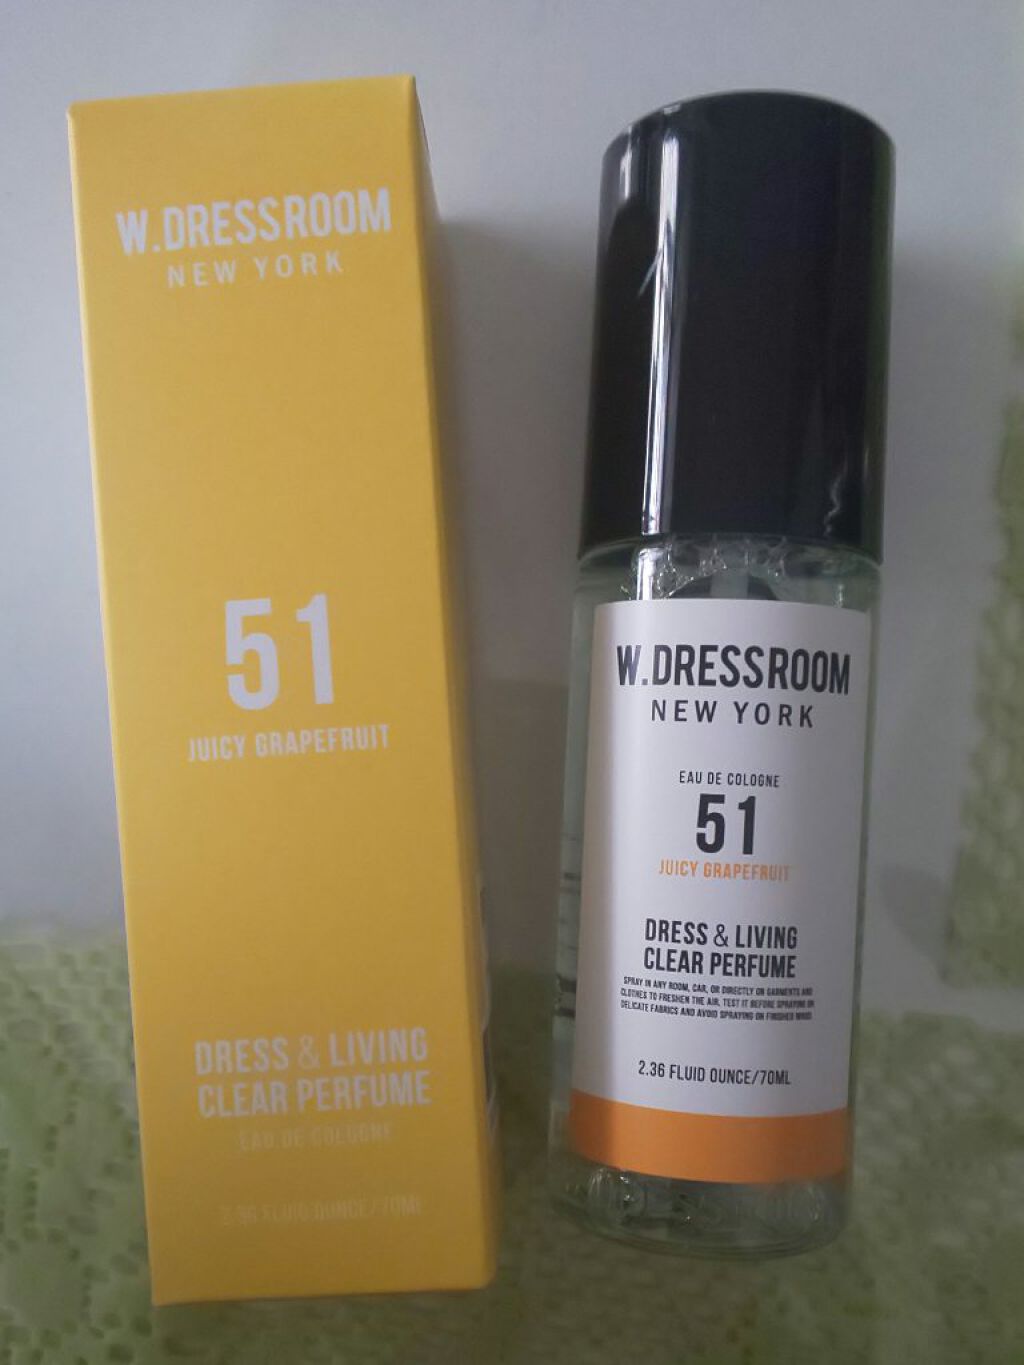 W.DRESSROOM
NEW YORK
51
JUICY GRAPEFRUIT
DRESS & LIVING
CLEAR PERFUME
EAU DE COLOGNE
2.36 FLUID OUNCE/70ML
W.DRESSROOM
NEW YORK
EAU DE COLOGNE
51
JUICY GRAPEFRUIT
DRESS & LIVING
CLEAR PERFUME
SPRAY IN ANY ROOM, CAR, OR DIRECTLY ON GARMENTS AND
CLOTHES TO FRESHEN THE AIR. TEST IT BEFORE SPRAYING ON
DELICATE FABRICS AND AVOID SPRAYING ON FINISHED WOOD
2.36 FLUID OUNCE/70ML